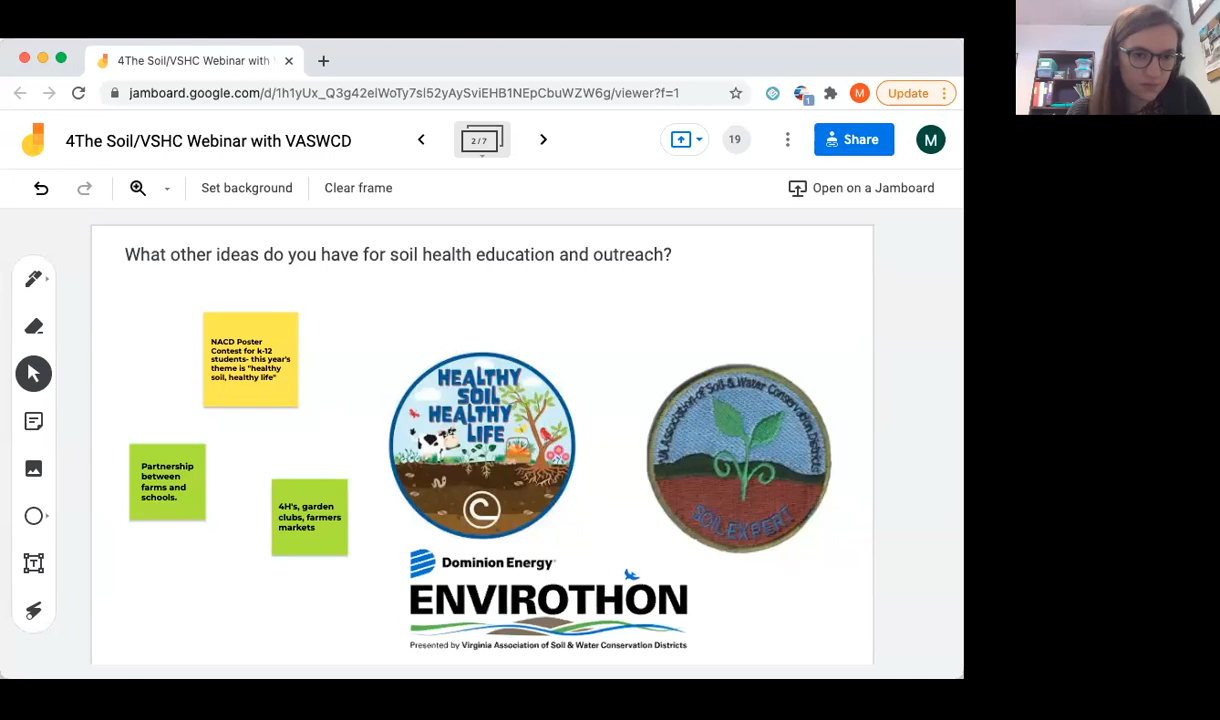 4The Soil/VSHC Webinar with
jamboard.google.com/d/1h1yUx_Q3g42elWoTy7sl52yAySviEHB1NEpCbuWZW6g/viewer?f=1
M
Update
1
4The Soil/VSHC Webinar with VASWCD
2/7
19
Share
M
Set background
Clear frame
Open on a Jamboard
What other ideas do you have for soil health education and outreach?
NACD Poster
Contest for k-12
students- this year's
theme is "healthy
soil, healthy life"
Partnership
between
farms and
schools.
4H's, garden
clubs, farmers
markets
HEALTHY
SOIL
HEALTHY
LIFE
VA Association of Soil & Water Conservation Districts
SOIL EXPERT
Dominion Energy®
ENVIROTHON
Presented by Virginia Association of Soil & Water Conservation Districts